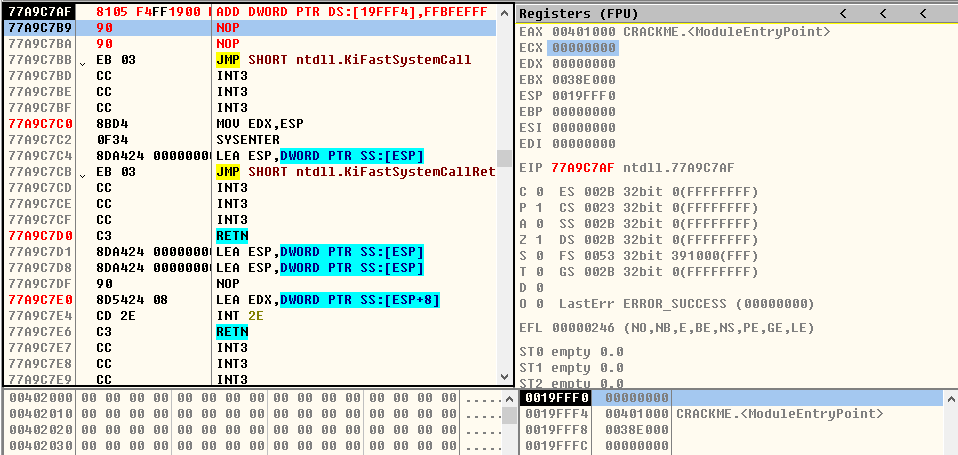 77A9C7AF 8105 F4FF1900 ADD DWORD PTR DS:[19FFF4],FFBFEFFF
77A9C7B9 90 NOP
77A9C7BA 90 NOP
77A9C7BB EB 03 JMP SHORT ntdll.KiFastSystemCall
77A9C7BD CC INT3
77A9C7BE CC INT3
77A9C7BF CC INT3
77A9C7C0 8BD4 MOV EDX,ESP
77A9C7C2 0F34 SYSENTER
77A9C7C4 8DA424 00000000 LEA ESP,DWORD PTR SS:[ESP]
77A9C7CB EB 03 JMP SHORT ntdll.KiFastSystemCallRet
77A9C7CD CC INT3
77A9C7CE CC INT3
77A9C7CF CC INT3
77A9C7D0 C3 RETN
77A9C7D1 8DA424 00000000 LEA ESP,DWORD PTR SS:[ESP]
77A9C7D8 8DA424 00000000 LEA ESP,DWORD PTR SS:[ESP]
77A9C7DF 90 NOP
77A9C7E0 8D5424 08 LEA EDX,DWORD PTR SS:[ESP+8]
77A9C7E4 CD 2E INT 2E
77A9C7E6 C3 RETN
77A9C7E7 CC INT3
77A9C7E8 CC INT3
77A9C7E9 CC INT3
Registers (FPU) < < <
EAX 00401000 CRACKME.<ModuleEntryPoint>
ECX 00000000
EDX 00000000
EBX 0038E000
ESP 0019FFF0
EBP 00000000
ESI 00000000
EDI 00000000
EIP 77A9C7AF ntdll.77A9C7AF
C 0 ES 002B 32bit 0(FFFFFFFF)
P 1 CS 0023 32bit 0(FFFFFFFF)
A 0 SS 002B 32bit 0(FFFFFFFF)
Z 1 DS 002B 32bit 0(FFFFFFFF)
S 0 FS 0053 32bit 391000(FFF)
T 0 GS 002B 32bit 0(FFFFFFFF)
D 0
O 0 LastErr ERROR_SUCCESS (00000000)
EFL 00000246 (NO,NB,E,BE,NS,PE,GE,LE)
ST0 empty 0.0
ST1 empty 0.0
ST2 empty 0.0
00402000 00 00 00 00 00 00 00 00 00 00 00 00 00 00 00 00 .....
00402010 00 00 00 00 00 00 00 00 00 00 00 00 00 00 00 00 .....
00402020 00 00 00 00 00 00 00 00 00 00 00 00 00 00 00 00 .....
00402030 00 00 00 00 00 00 00 00 00 00 00 00 00 00 00 00 .....
0019FFF0 00000000
0019FFF4 00401000 CRACKME.<ModuleEntryPoint>
0019FFF8 0038E000
0019FFFC 00000000